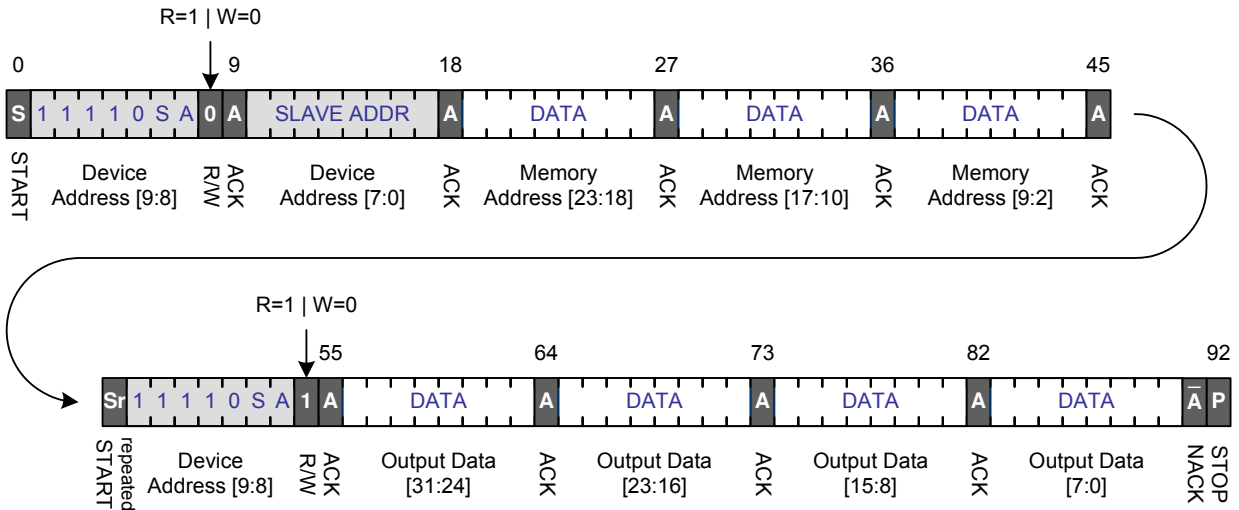 R=1 | W=0
0 9 18 27 36 45
S 1 1 1 1 0 S A 0 A SLAVE ADDR A DATA A DATA A DATA A
START Device Address [9:8] R/W ACK Device Address [7:0] ACK Memory Address [23:18] ACK Memory Address [17:10] ACK Memory Address [9:2] ACK
R=1 | W=0
55 64 73 82 92
Sr 1 1 1 1 0 S A 1 A DATA A DATA A DATA A DATA A̅ P
repeated START Device Address [9:8] R/W ACK Output Data [31:24] ACK Output Data [23:16] ACK Output Data [15:8] ACK Output Data [7:0] NACK STOP